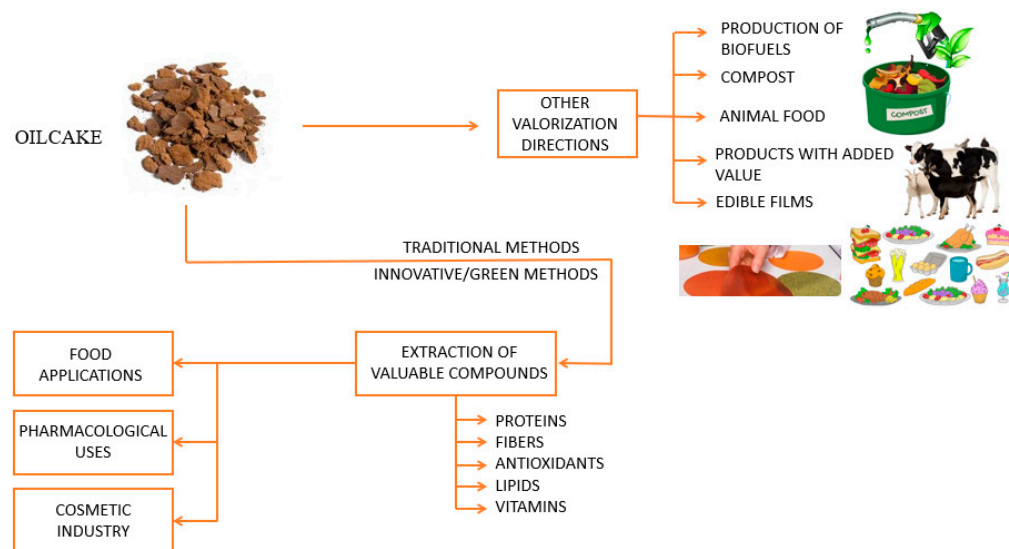 OILCAKE
OTHER
VALORIZATION
DIRECTIONS
PRODUCTION OF
BIOFUELS
COMPOST
ANIMAL FOOD
PRODUCTS WITH ADDED
VALUE
EDIBLE FILMS
COMPOST
TRADITIONAL METHODS
INNOVATIVE/GREEN METHODS
EXTRACTION OF
VALUABLE COMPOUNDS
PROTEINS
FIBERS
ANTIOXIDANTS
LIPIDS
VITAMINS
FOOD
APPLICATIONS
PHARMACOLOGICAL
USES
COSMETIC
INDUSTRY